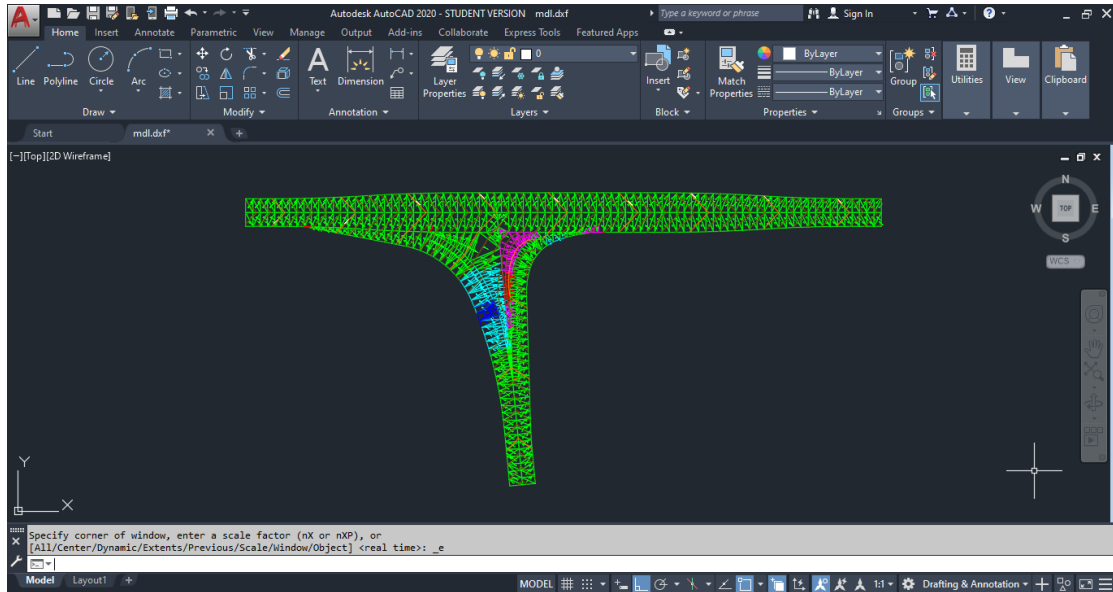 Autodesk AutoCAD 2020 - STUDENT VERSION mdl.dxf
Type a keyword or phrase
Sign In
Home Insert Annotate Parametric View Manage Output Add-ins Collaborate Express Tools Featured Apps
Line Polyline Circle Arc
Draw
Modify
Text Dimension
Annotation
Layer Properties
0
Layers
Insert
Block
Match Properties
ByLayer
ByLayer
ByLayer
Properties
Group
Groups
Utilities
View
Clipboard
Start mdl.dxf*
[−][Top][2D Wireframe]
N
W TOP E
S
WCS
Y
X
Specify corner of window, enter a scale factor (nX or nXP), or
[All/Center/Dynamic/Extents/Previous/Scale/Window/Object] <real time>: _e
Model Layout1 +
MODEL 1:1 Drafting & Annotation